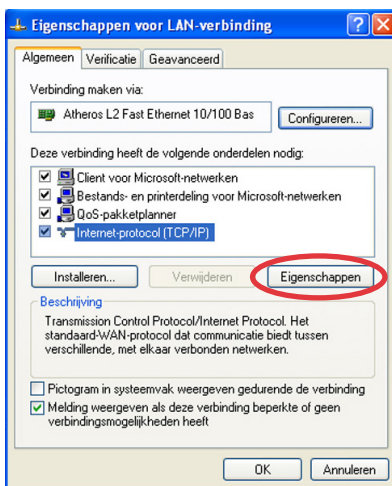 Eigenschappen voor LAN-verbinding
Algemeen Verificatie Geavanceerd
Verbinding maken via:
Atheros L2 Fast Ethernet 10/100 Bas
Configureren...
Deze verbinding heeft de volgende onderdelen nodig:
Client voor Microsoft-netwerken
Bestands- en printerdeling voor Microsoft-netwerken
QoS-pakketplanner
Internet-protocol (TCP/IP)
Installeren... Verwijderen Eigenschappen
Beschrijving
Transmission Control Protocol/Internet Protocol. Het
standaard-WAN-protocol dat communicatie biedt tussen
verschillende, met elkaar verbonden netwerken.
Pictogram in systeemvak weergeven gedurende de verbinding
Melding weergeven als deze verbinding beperkte of geen
verbindingsmogelijkheden heeft
OK Annuleren